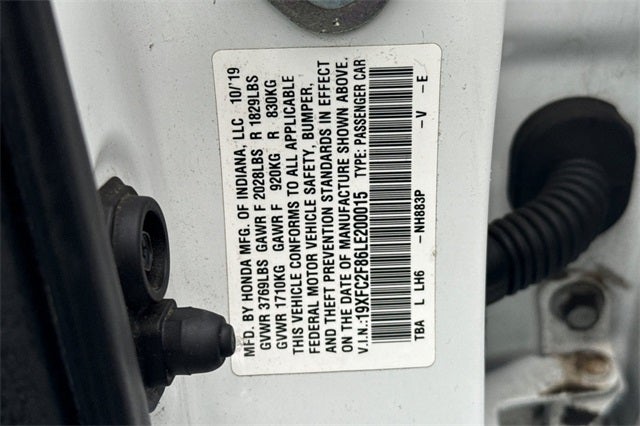 MFD. BY HONDA MFG. OF INDIANA, LLC 10/19
GVWR 3769LBS GAWR F 2028LBS R 1829LBS
GVWR 1710KG GAWR F 920KG R 830KG
THIS VEHICLE CONFORMS TO ALL APPLICABLE
FEDERAL MOTOR VEHICLE SAFETY, BUMPER,
AND THEFT PREVENTION STANDARDS IN EFFECT
ON THE DATE OF MANUFACTURE SHOWN ABOVE.
V.I.N.:19XFC2F86LE200015 TYPE: PASSENGER CAR
TBA L LH6 -NH883P -V -E